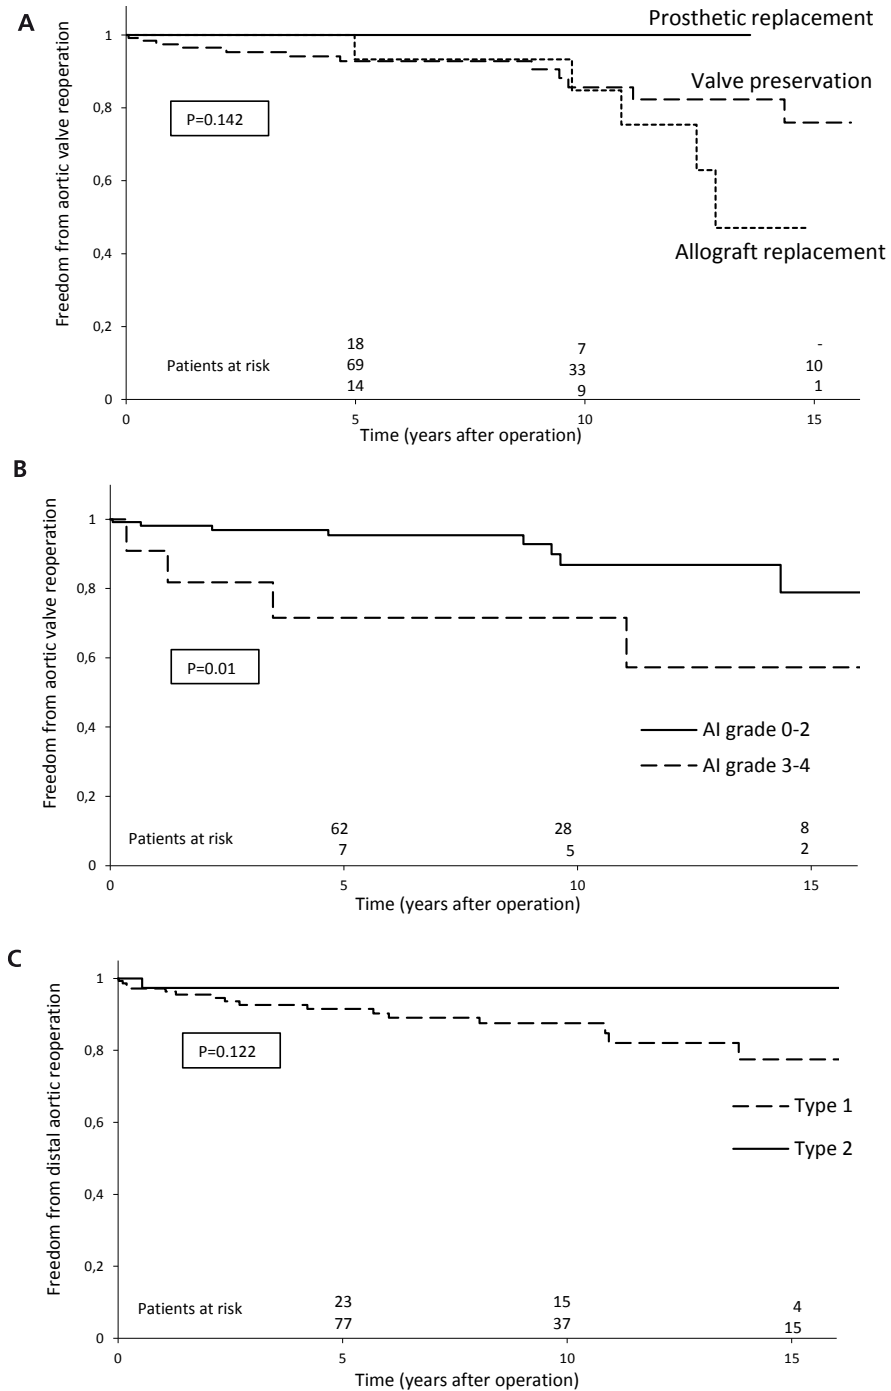 A
Prosthetic replacement
Valve preservation
Allograft replacement
P=0.142
Freedom from aortic valve reoperation
1
0,8
0,6
0,4
0,2
0
Patients at risk
18 7 -
69 33 10
14 9 1
0 5 10 15
Time (years after operation)
B
Freedom from aortic valve reoperation
1
0,8
0,6
0,4
0,2
0
P=0.01
AI grade 0-2
AI grade 3-4
Patients at risk
62 28 8
7 5 2
0 5 10 15
Time (years after operation)
C
Freedom from distal aortic reoperation
1
0,8
0,6
0,4
0,2
0
P=0.122
Type 1
Type 2
Patients at risk
23 15 4
77 37 15
0 5 10 15
Time (years after operation)